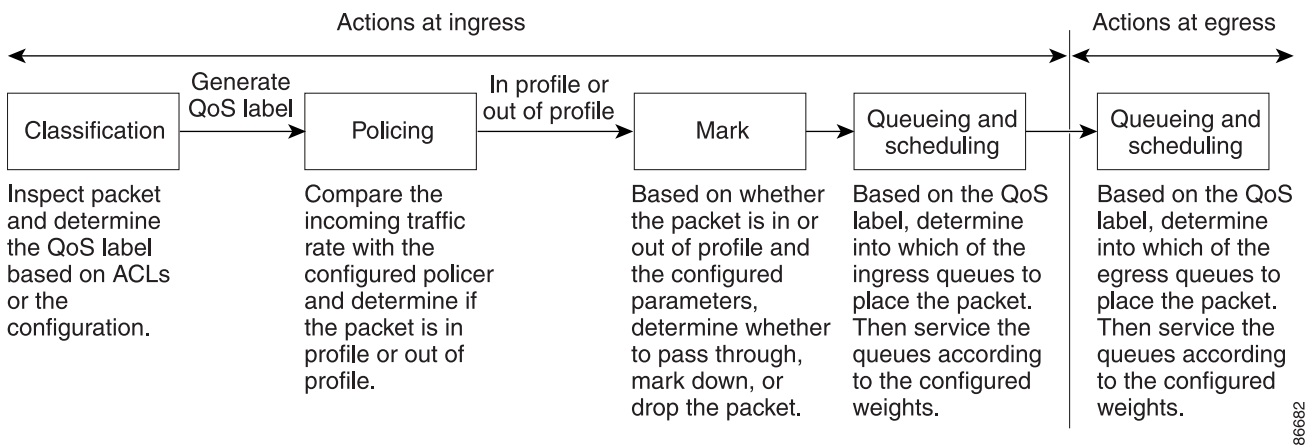 Actions at ingress
Actions at egress
Generate
QoS label
In profile or
out of profile
Classification
Policing
Mark
Queueing and
scheduling
Queueing and
scheduling
Inspect packet
and determine
the QoS label
based on ACLs
or the
configuration.
Compare the
incoming traffic
rate with the
configured policer
and determine if
the packet is in
profile or out of
profile.
Based on whether
the packet is in or
out of profile and
the configured
parameters,
determine whether
to pass through,
mark down, or
drop the packet.
Based on the QoS
label, determine
into which of the
ingress queues to
place the packet.
Then service the
queues according
to the configured
weights.
Based on the QoS
label, determine
into which of the
egress queues to
place the packet.
Then service the
queues according
to the configured
weights.
86682